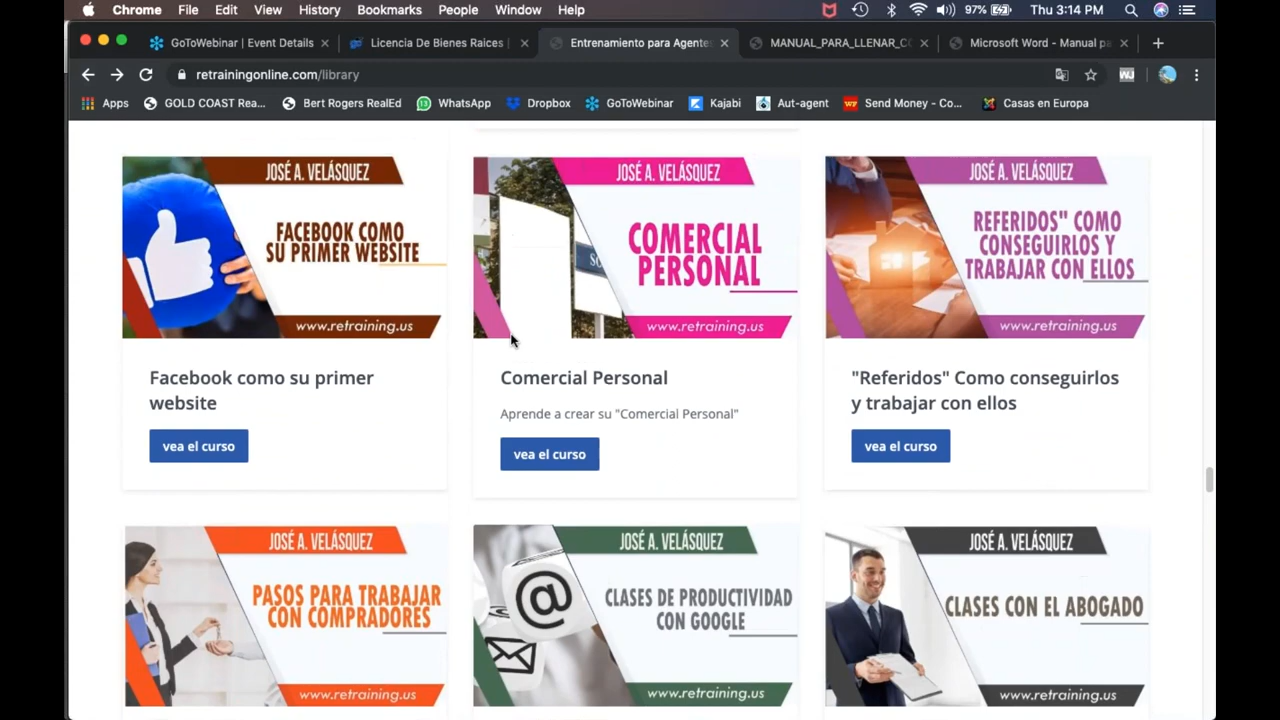 Chrome File Edit View History Bookmarks People Window Help 97% Thu 3:14 PM
GoToWebinar | Event Details Licencia De Bienes Raices | Entrenamiento para Agentes MANUAL_PARA_LLENAR_CO Microsoft Word - Manual pa
retrainingonline.com/library
Apps GOLD COAST Rea... Bert Rogers RealEd WhatsApp Dropbox GoToWebinar Kajabi Aut-agent Send Money - Co... Casas en Europa
JOSÉ A. VELÁSQUEZ
FACEBOOK COMO
SU PRIMER WEBSITE
www.retraining.us
Facebook como su primer
website
vea el curso
JOSÉ A. VELÁSQUEZ
COMERCIAL
PERSONAL
www.retraining.us
Comercial Personal
Aprende a crear su "Comercial Personal"
vea el curso
JOSÉ A. VELÁSQUEZ
REFERIDOS" COMO
CONSEGUIRLOS Y
TRABAJAR CON ELLOS
www.retraining.us
"Referidos" Como conseguirlos
y trabajar con ellos
vea el curso
JOSÉ A. VELÁSQUEZ
PASOS PARA TRABAJAR
CON COMPRADORES
www.retraining.us
JOSÉ A. VELÁSQUEZ
CLASES DE PRODUCTIVIDAD
CON GOOGLE
www.retraining.us
JOSÉ A. VELÁSQUEZ
CLASES CON EL ABOGADO
www.retraining.us